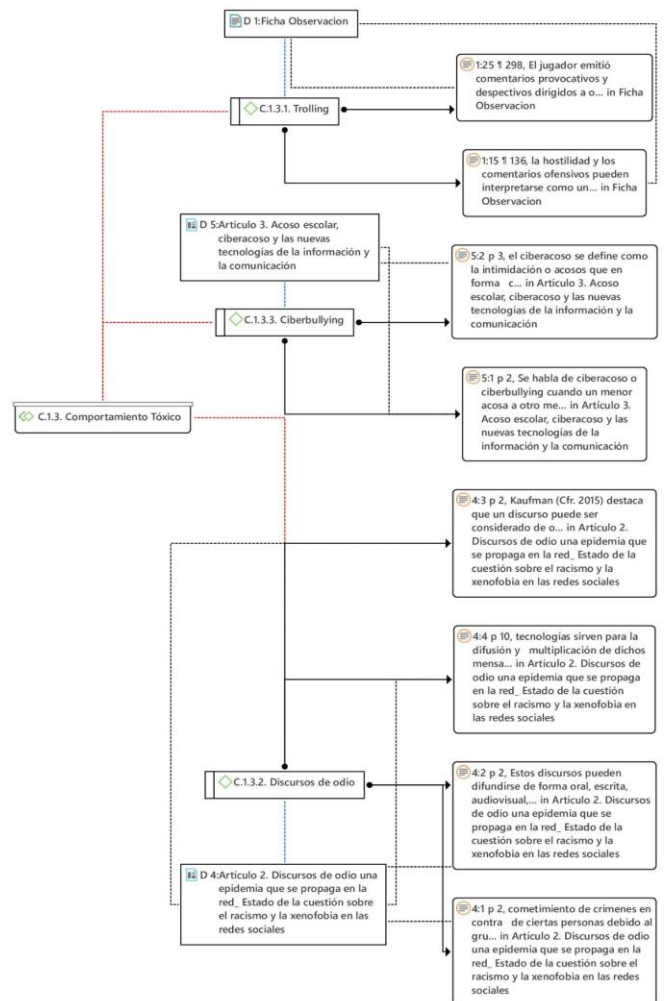 D 1:Ficha Observacion
1:25 ¶ 298, El jugador emitió
comentarios provocativos y
despectivos dirigidos a o... in Ficha
Observacion
C.1.3.1. Trolling
1:15 ¶ 136, la hostilidad y los
comentarios ofensivos pueden
interpretarse como un... in Ficha
Observacion
D 5:Artículo 3. Acoso escolar,
ciberacoso y las nuevas
tecnologías de la información y
la comunicación
5:2 p 3, el ciberacoso se define como
la intimidación o acosos que en
forma c... in Artículo 3. Acoso
escolar, ciberacoso y las nuevas
tecnologías de la información y la
comunicación
C.1.3.3. Ciberbullying
5:1 p 2, Se habla de ciberacoso o
ciberbullying cuando un menor
acosa a otro me... in Artículo 3.
Acoso escolar, ciberacoso y las
nuevas tecnologías de la
información y la comunicación
C.1.3. Comportamiento Tóxico
4:3 p 2, Kaufman (Cfr. 2015) destaca
que un discurso puede ser
considerado de o... in Artículo 2.
Discursos de odio una epidemia que
se propaga en la red_ Estado de la
cuestión sobre el racismo y la
xenofobia en las redes sociales
4:4 p 10, tecnologías sirven para la
difusión y multiplicación de dichos
mensa... in Artículo 2. Discursos de
odio una epidemia que se propaga
en la red_ Estado de la cuestión
sobre el racismo y la xenofobia en
las redes sociales
C.1.3.2. Discursos de odio
4:2 p 2, Estos discursos pueden
difundirse de forma oral, escrita,
audiovisual,... in Artículo 2. Discursos
de odio una epidemia que se
propaga en la red_ Estado de la
cuestión sobre el racismo y la
xenofobia en las redes sociales
D 4:Artículo 2. Discursos de odio una
epidemia que se propaga en la
red_ Estado de la cuestión sobre
el racismo y la xenofobia en las
redes sociales
4:1 p 2, cometimiento de crimenes en
contra de ciertas personas debido al
gru... in Artículo 2. Discursos de odio
una epidemia que se propaga en la
red_ Estado de la cuestión sobre el
racismo y la xenofobia en las redes
sociales